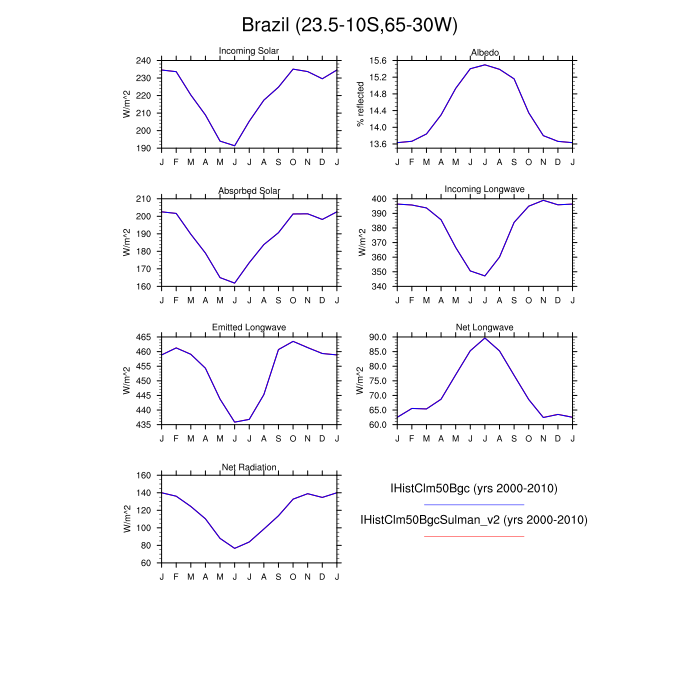 Brazil (23.5-10S,65-30W)
Incoming Solar
240
230
220
210
200
190
W/m^2
J F M A M J J A S O N D J
Albedo
15.6
15.2
14.8
14.4
14.0
13.6
% reflected
J F M A M J J A S O N D J
Absorbed Solar
210
200
190
180
170
160
W/m^2
J F M A M J J A S O N D J
Incoming Longwave
400
390
380
370
360
350
340
W/m^2
J F M A M J J A S O N D J
Emitted Longwave
465
460
455
450
445
440
435
W/m^2
J F M A M J J A S O N D J
Net Longwave
90.0
85.0
80.0
75.0
70.0
65.0
60.0
W/m^2
J F M A M J J A S O N D J
Net Radiation
160
140
120
100
80
60
W/m^2
J F M A M J J A S O N D J
IHistClm50Bgc (yrs 2000-2010)
IHistClm50BgcSulman_v2 (yrs 2000-2010)